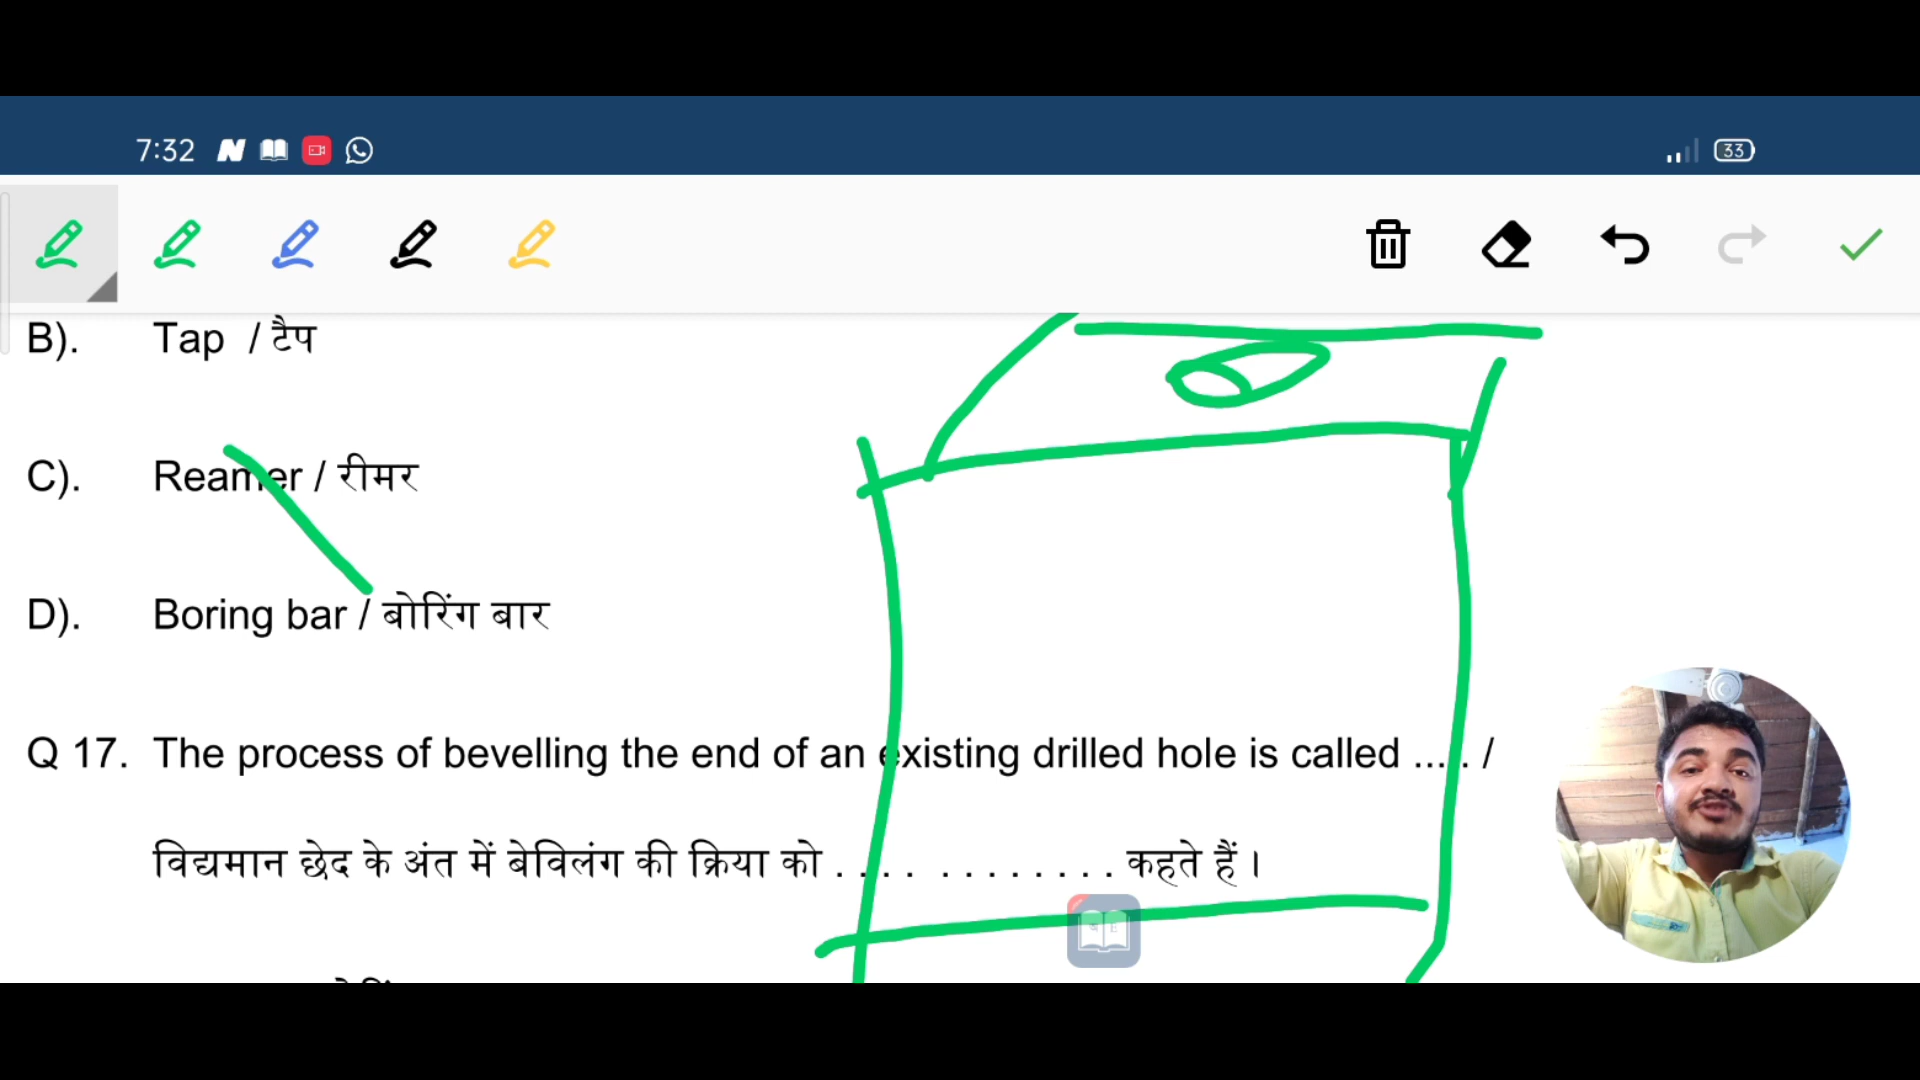 7:32
33
B). Tap / टैप
C). Reamer / रीमर
D). Boring bar / बोरिंग बार
Q 17. The process of bevelling the end of an existing drilled hole is called ..... /
विद्यमान छेद के अंत में बेविलंग की क्रिया को . . . . . . . . . . . . कहते हैं ।